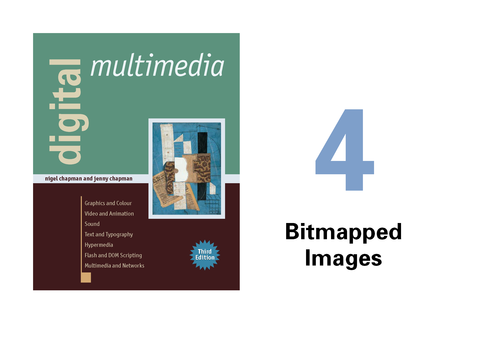 digital
multimedia
nigel chapman and jenny chapman
Graphics and Colour
Video and Animation
Sound
Text and Typography
Hypermedia
Flash and DOM Scripting
Multimedia and Networks
Third
Edition
4
Bitmapped
Images